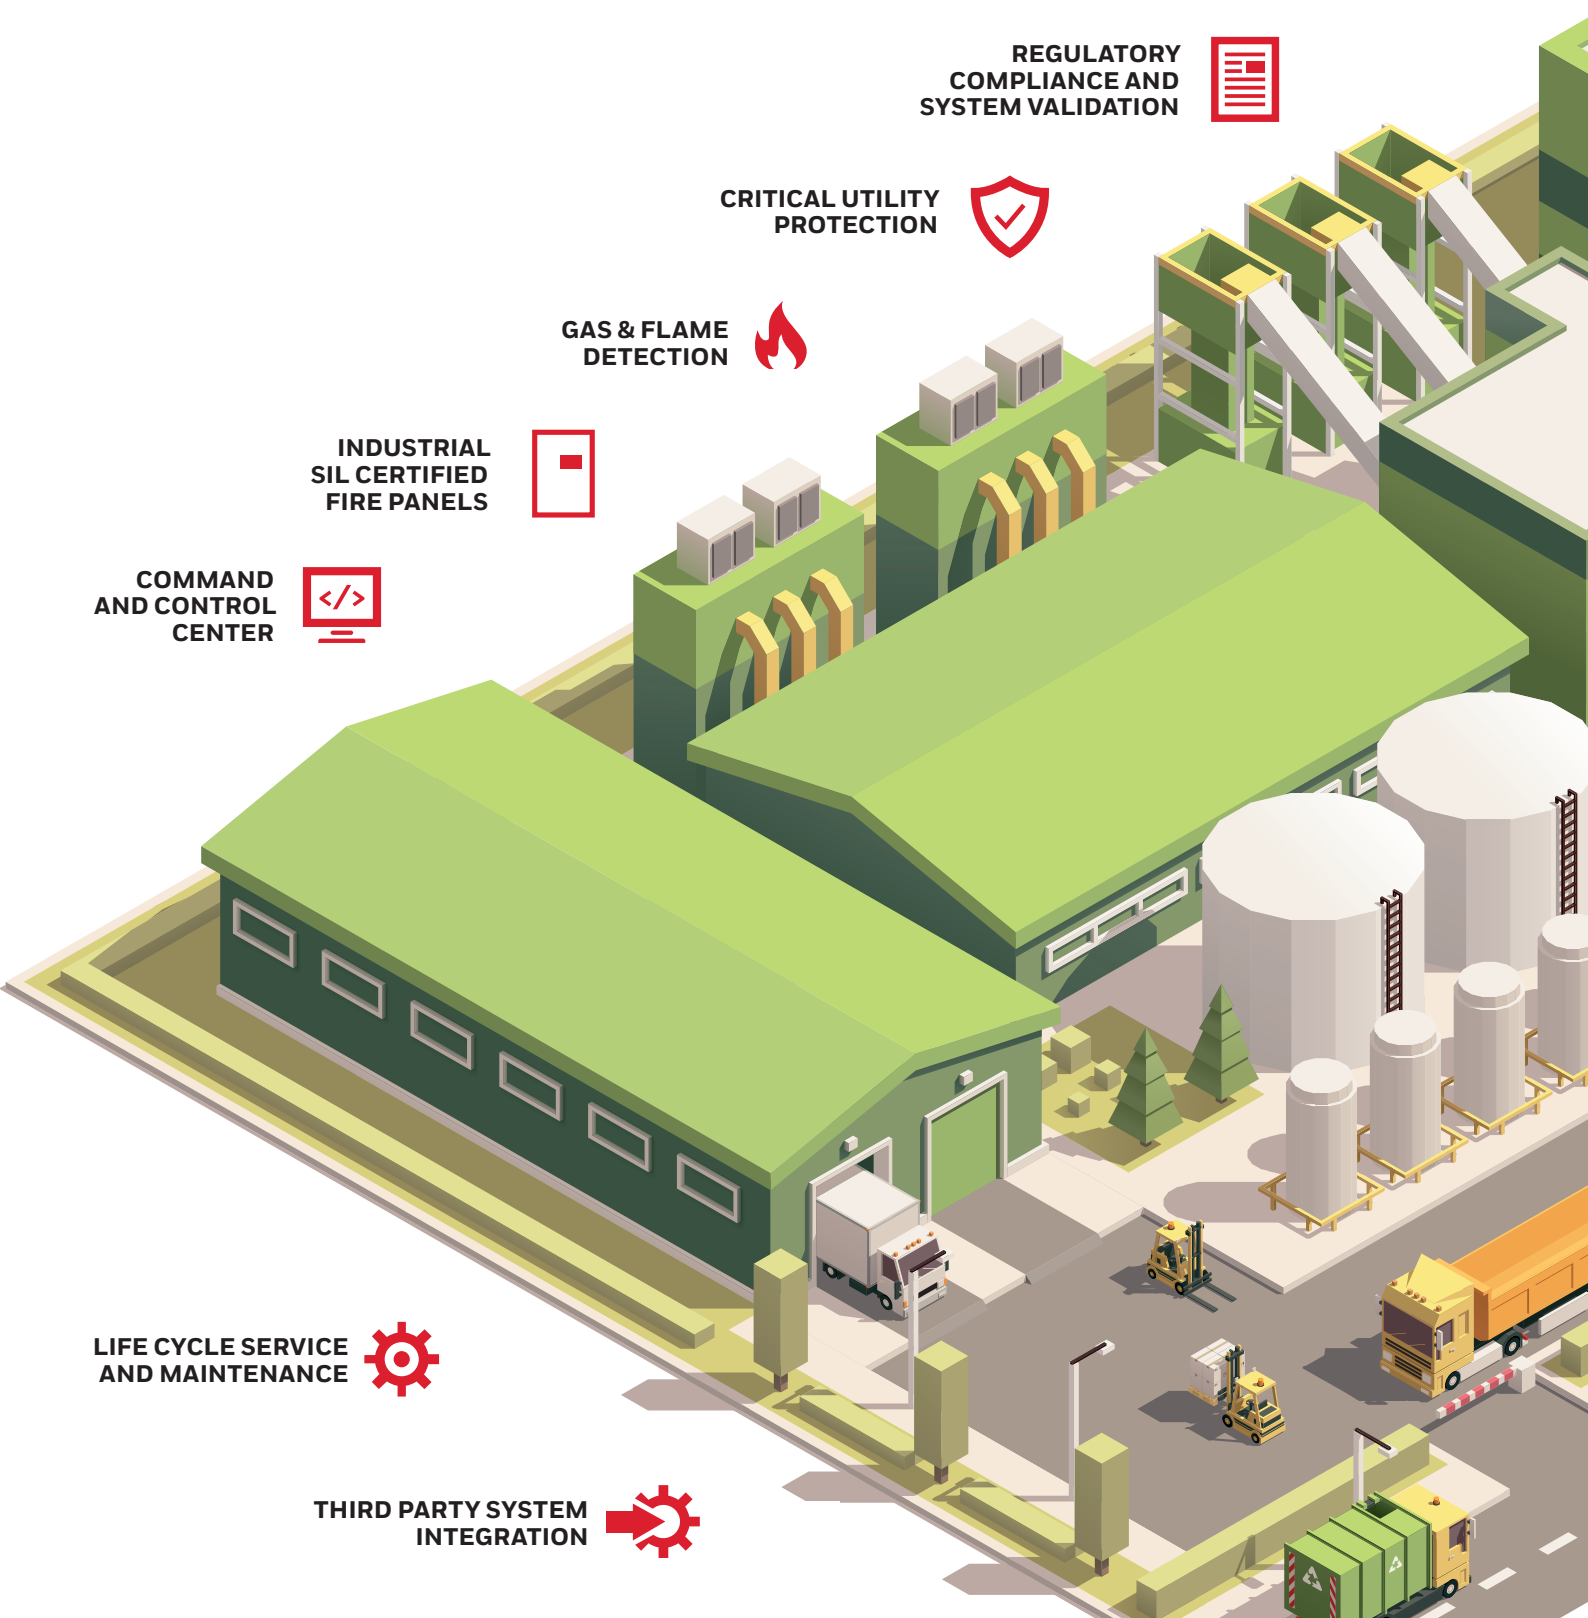 REGULATORY
COMPLIANCE AND
SYSTEM VALIDATION
CRITICAL UTILITY
PROTECTION
GAS & FLAME
DETECTION
INDUSTRIAL
SIL CERTIFIED
FIRE PANELS
COMMAND
AND CONTROL
CENTER
</>
LIFE CYCLE SERVICE
AND MAINTENANCE
THIRD PARTY SYSTEM
INTEGRATION